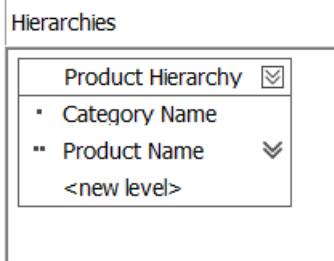 Hierarchies
Product Hierarchy
Category Name
Product Name
<new level>